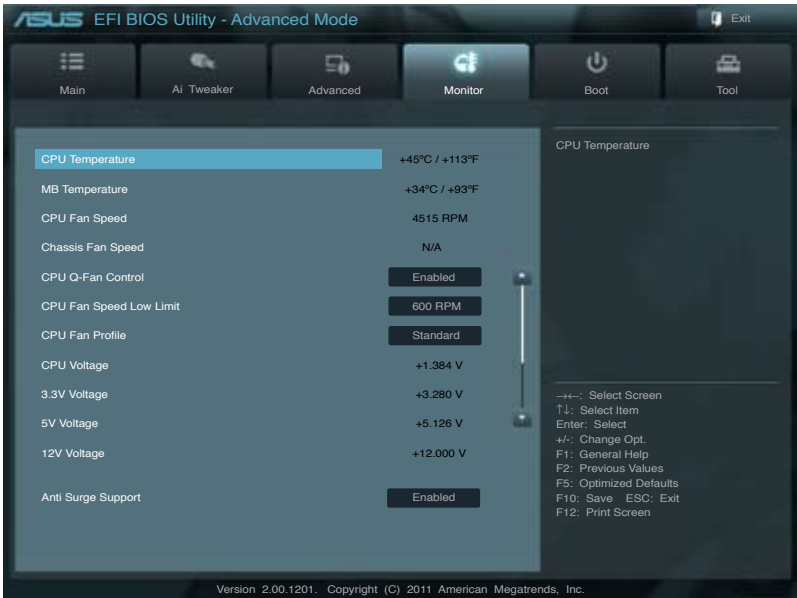 ASUS EFI BIOS Utility - Advanced Mode
Exit
Main
Ai Tweaker
Advanced
Monitor
Boot
Tool
CPU Temperature +45ºC / +113ºF
MB Temperature +34ºC / +93ºF
CPU Fan Speed 4515 RPM
Chassis Fan Speed N/A
CPU Q-Fan Control Enabled
CPU Fan Speed Low Limit 600 RPM
CPU Fan Profile Standard
CPU Voltage +1.384 V
3.3V Voltage +3.280 V
5V Voltage +5.126 V
12V Voltage +12.000 V
Anti Surge Support Enabled
CPU Temperature
→←: Select Screen
↑↓: Select Item
Enter: Select
+/-: Change Opt.
F1: General Help
F2: Previous Values
F5: Optimized Defaults
F10: Save ESC: Exit
F12: Print Screen
Version 2.00.1201. Copyright (C) 2011 American Megatrends, Inc.